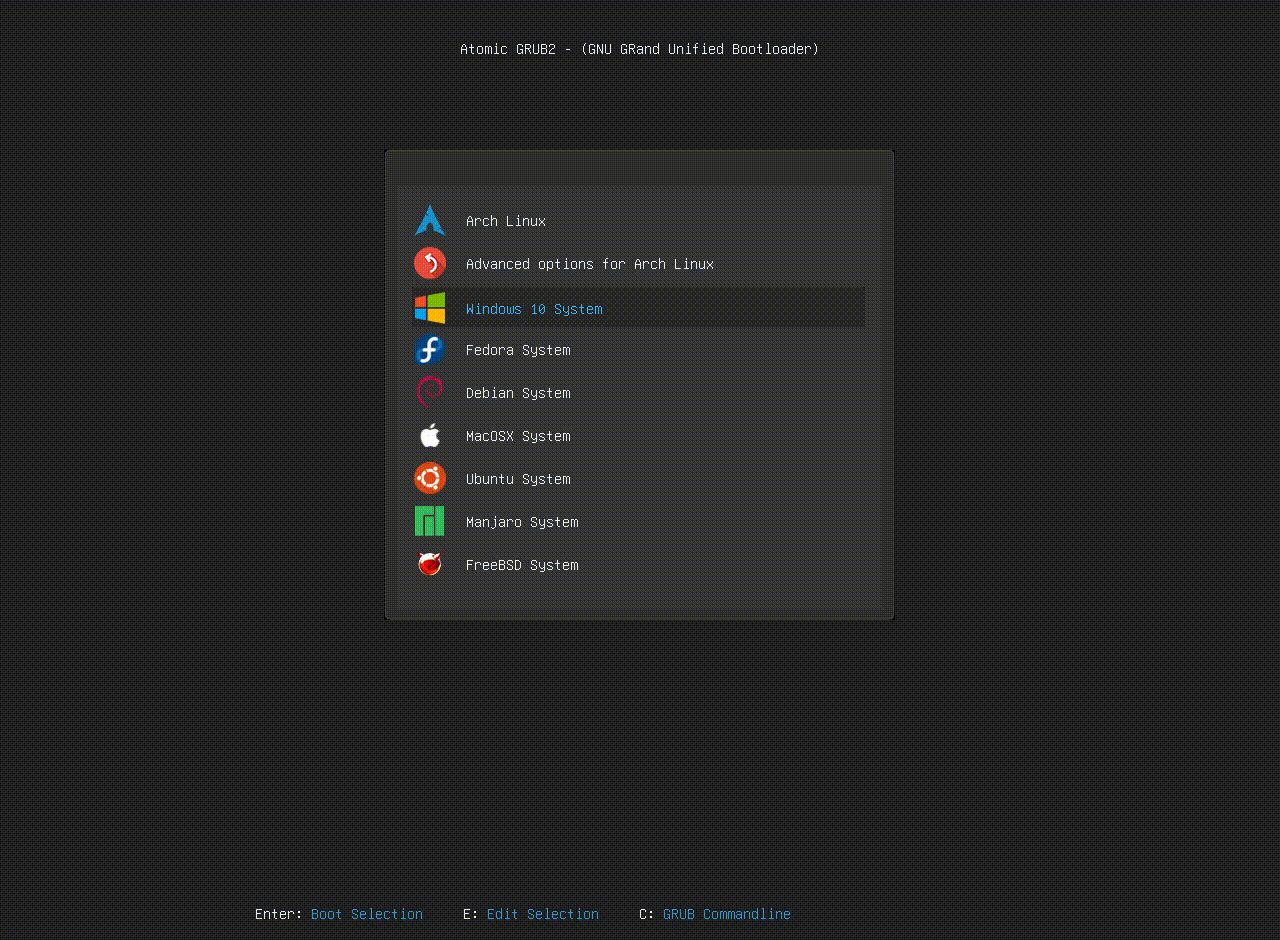 Atomic GRUB2 - (GNU GRand Unified Bootloader)
Arch Linux
Advanced options for Arch Linux
Windows 10 System
Fedora System
Debian System
MacOSX System
Ubuntu System
Manjaro System
FreeBSD System
Enter: Boot Selection E: Edit Selection C: GRUB Commandline